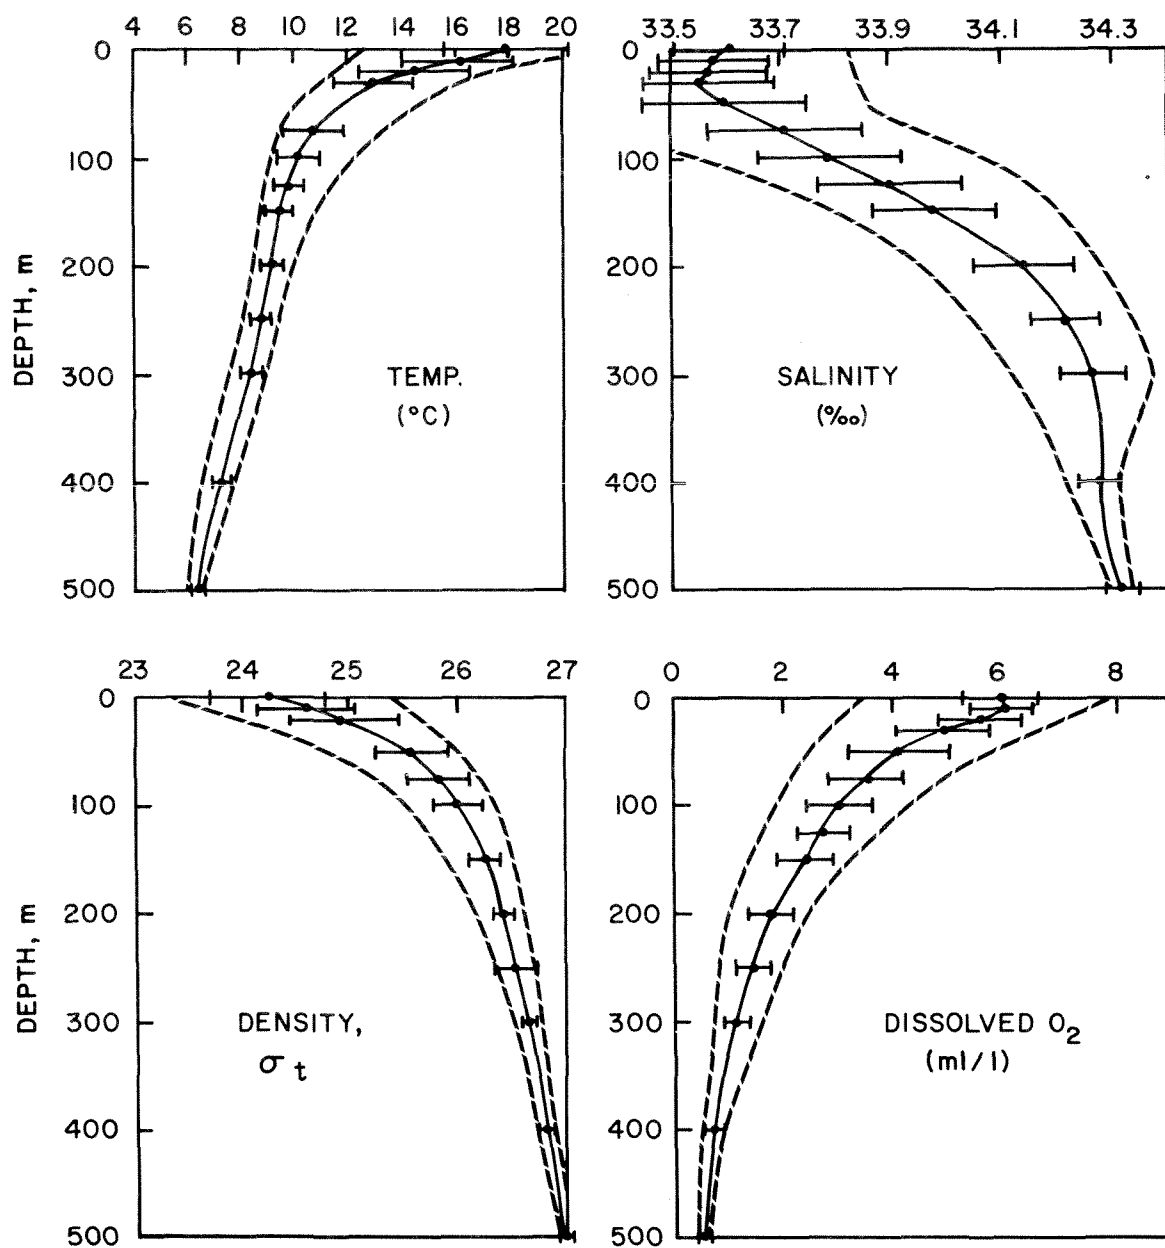 4 6 8 10 12 14 16 18 20
0
100
200
300
400
500
DEPTH, m
TEMP.
(°C)
33.5 33.7 33.9 34.1 34.3
0
100
200
300
400
500
SALINITY
(‰)
23 24 25 26 27
0
100
200
300
400
500
DEPTH, m
DENSITY,
σ t
0 2 4 6 8
0
100
200
300
400
500
DISSOLVED O₂
(ml/l)